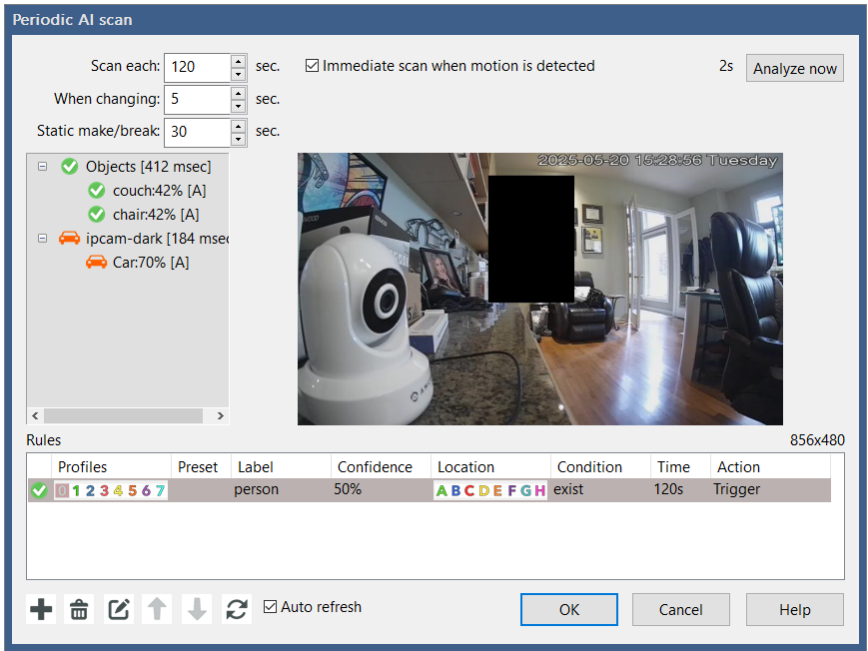 Periodic AI scan
Scan each: 120 sec. Immediate scan when motion is detected 2s Analyze now
When changing: 5 sec.
Static make/break: 30 sec.
Objects [412 msec]
couch:42% [A]
chair:42% [A]
ipcam-dark [184 msec
Car:70% [A]
2025-05-20 15:28:56 Tuesday
Rules 856x480
Profiles Preset Label Confidence Location Condition Time Action
0 1 2 3 4 5 6 7 person 50% A B C D E F G H exist 120s Trigger
Auto refresh OK Cancel Help